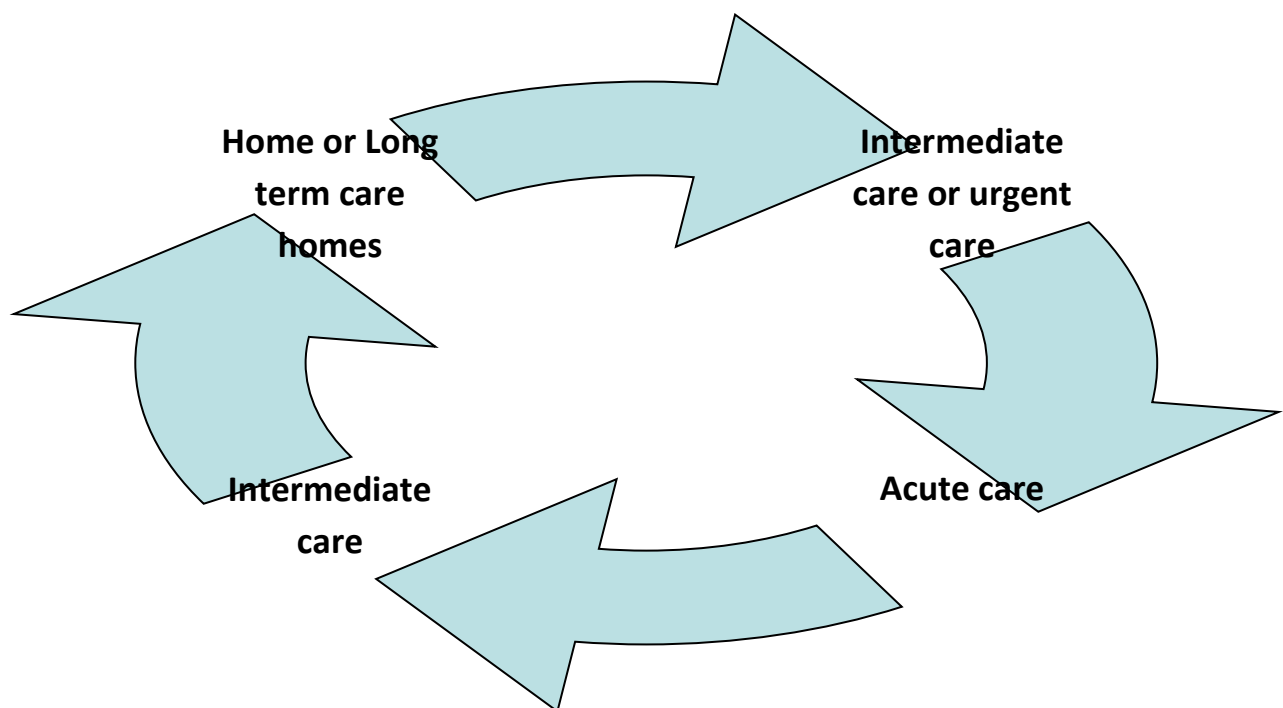 Home or Long
term care
homes
Intermediate
care or urgent
care
Acute care
Intermediate
care